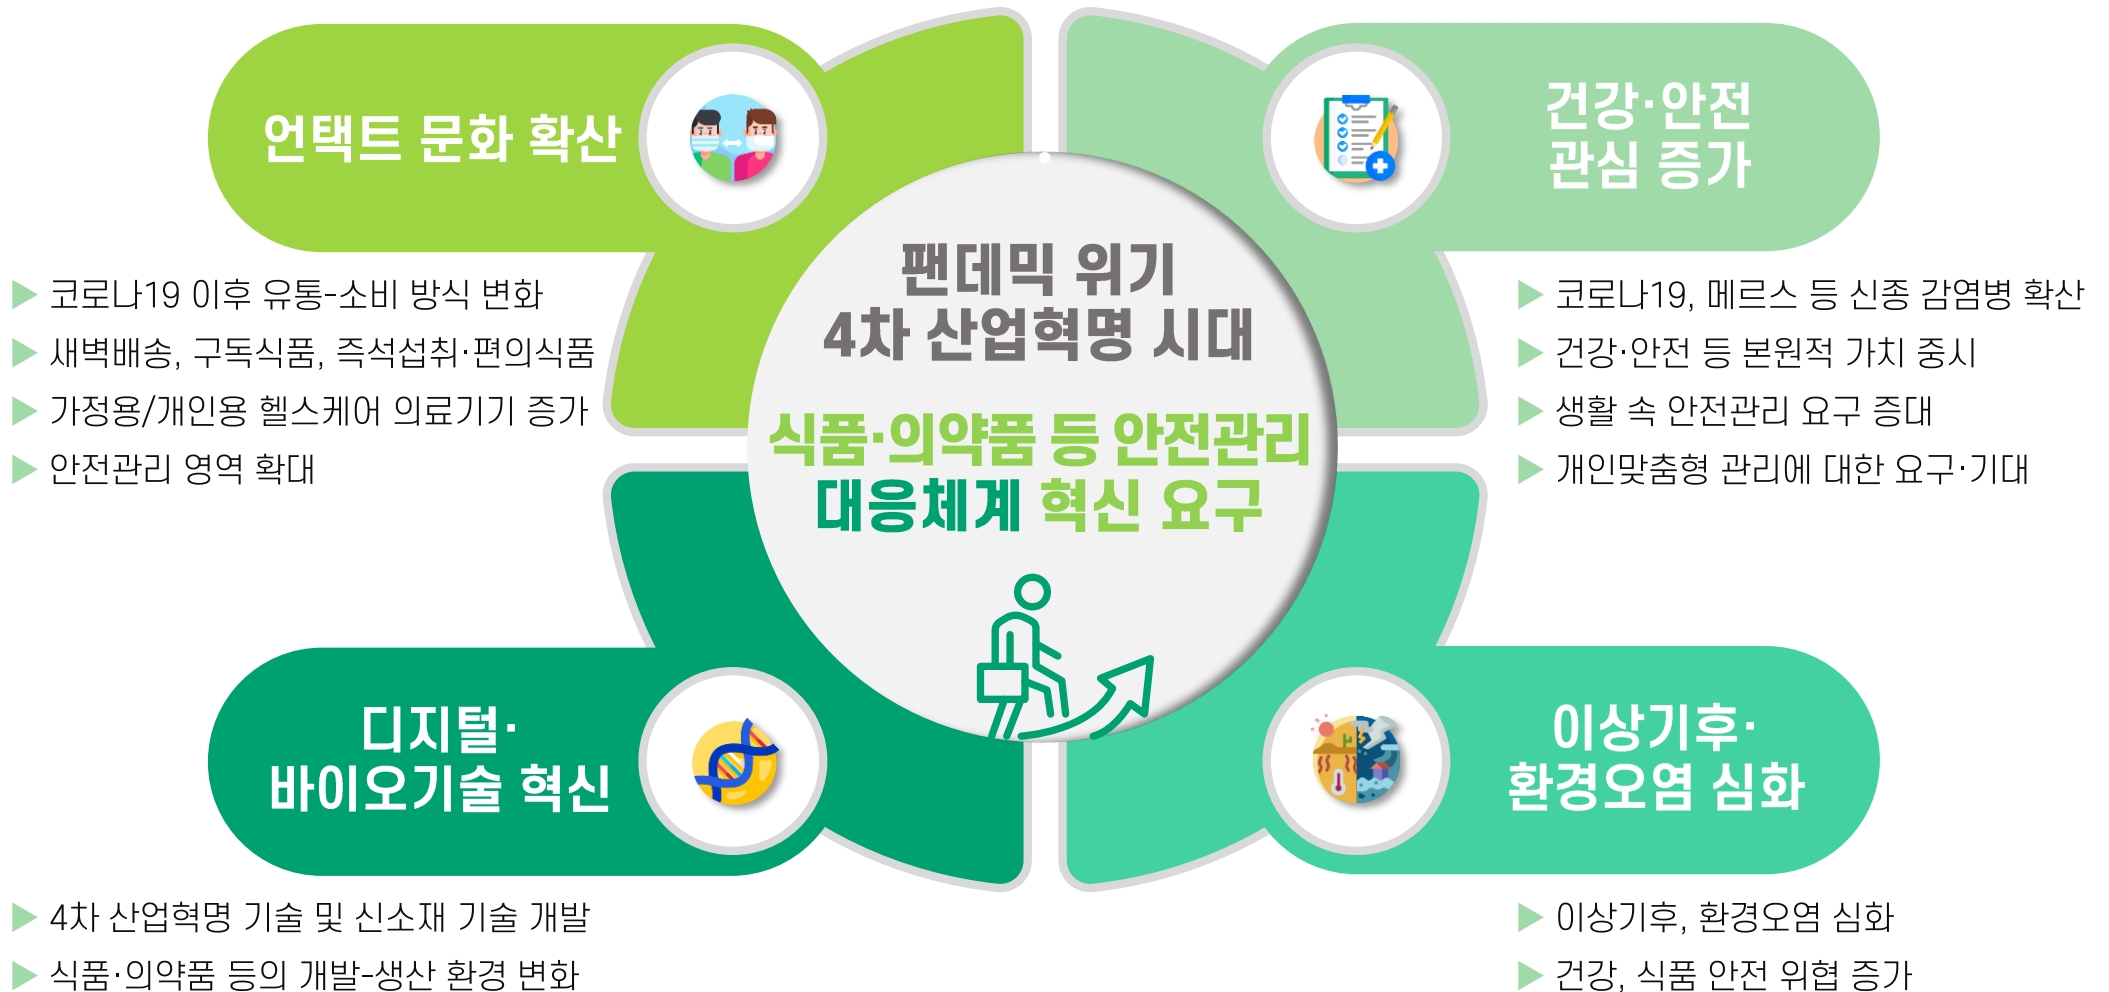 언택트 문화 확산
▶ 코로나19 이후 유통-소비 방식 변화
▶ 새벽배송, 구독식품, 즉석섭취·편의식품
▶ 가정용/개인용 헬스케어 의료기기 증가
▶ 안전관리 영역 확대
건강·안전
관심 증가
▶ 코로나19, 메르스 등 신종 감염병 확산
▶ 건강·안전 등 본원적 가치 중시
▶ 생활 속 안전관리 요구 증대
▶ 개인맞춤형 관리에 대한 요구·기대
팬데믹 위기
4차 산업혁명 시대
식품·의약품 등 안전관리
대응체계 혁신 요구
디지털·
바이오기술 혁신
▶ 4차 산업혁명 기술 및 신소재 기술 개발
▶ 식품·의약품 등의 개발-생산 환경 변화
이상기후·
환경오염 심화
▶ 이상기후, 환경오염 심화
▶ 건강, 식품 안전 위협 증가